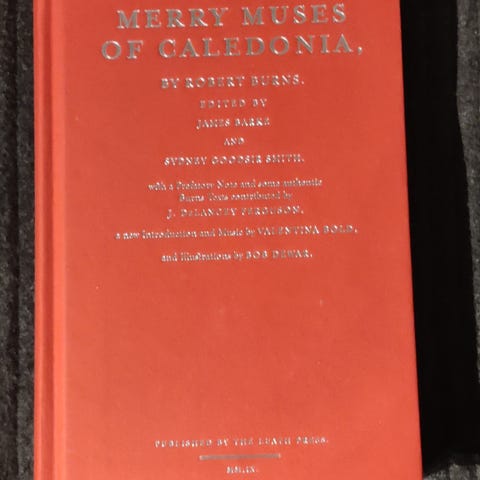 MERRY MUSES
OF CALEDONIA,
BY ROBERT BURNS.
EDITED BY
JAMES BARKE
AND
SYDNEY GOODSIR SMITH.
with a Prefatory Note and some authentic
Burns Texts contributed by
J. DELANCEY FERGUSON.
a new Introduction and Music by VALENTINA BOLD.
and Illustrations by BOB DEWAR.
PUBLISHED BY THE LUATH PRESS.